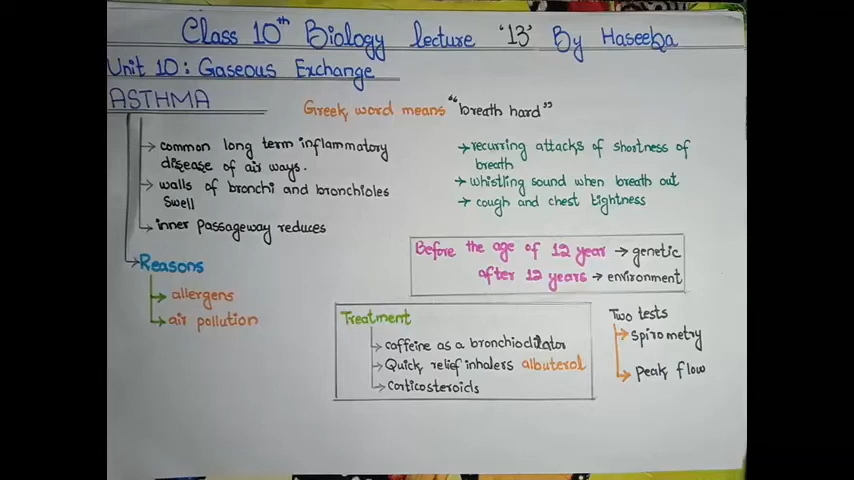 Class 10th Biology lecture '13' By Haseeba
Unit 10: Gaseous Exchange
ASTHMA
Greek word means "breath hard"
common long term inflammatory
disease of air ways.
walls of bronchi and bronchioles
swell
inner passageway reduces
→ recurring attacks of shortness of
breath
→ whistling sound when breath out
→ cough and chest tightness
Before the age of 12 year → genetic
after 12 years → environment
Reasons
allergens
air pollution
Treatment
caffeine as a bronchiodilator
Quick relief inhalers albuterol
corticosteroids
Two tests
spirometry
peak flow